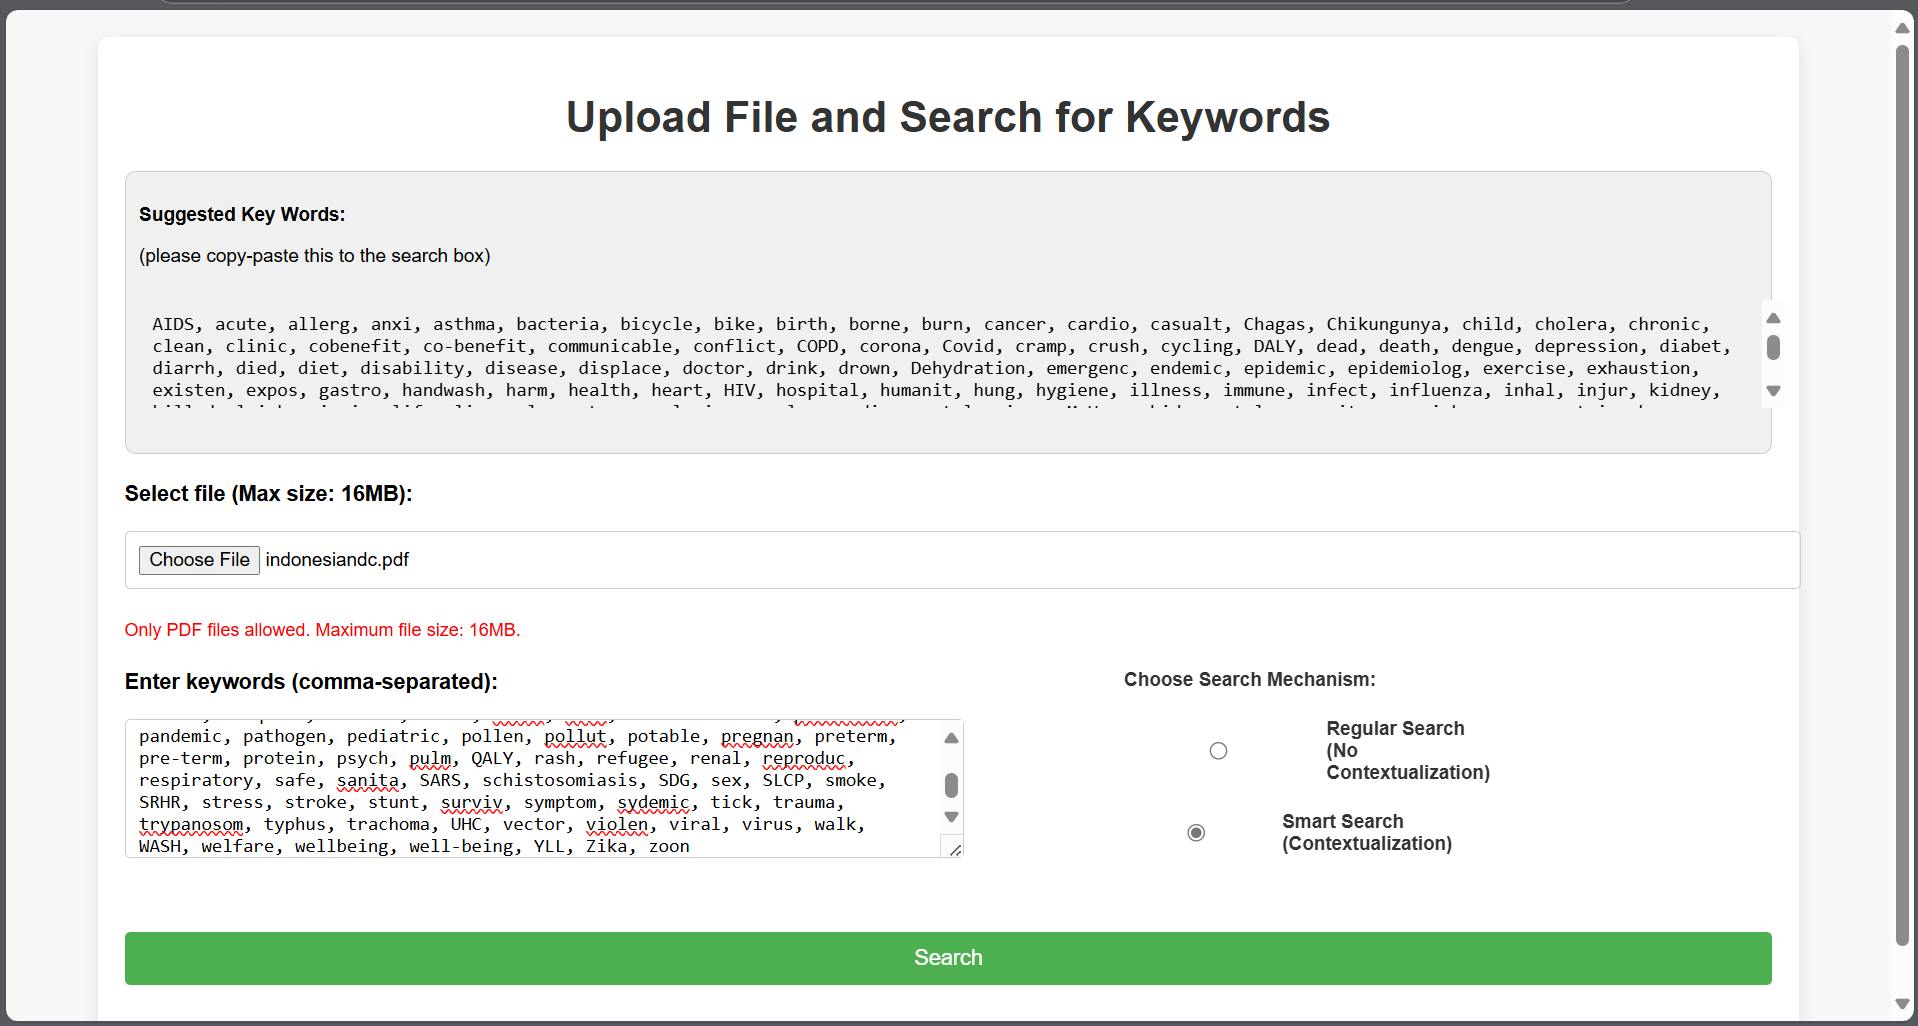 Upload File and Search for Keywords
Suggested Key Words:
(please copy-paste this to the search box)
AIDS, acute, allerg, anxi, asthma, bacteria, bicycle, bike, birth, borne, burn, cancer, cardio, casualt, Chagas, Chikungunya, child, cholera, chronic,
clean, clinic, cobenefit, co-benefit, communicable, conflict, COPD, corona, Covid, cramp, crush, cycling, DALY, dead, death, dengue, depression, diabet,
diarrh, died, diet, disability, disease, displace, doctor, drink, drown, Dehydration, emergenc, endemic, epidemic, epidemiolog, exercise, exhaustion,
existen, expos, gastro, handwash, harm, health, heart, HIV, hospital, humanit, hung, hygiene, illness, immune, infect, influenza, inhal, injur, kidney,
Select file (Max size: 16MB):
Choose File indonesiandc.pdf
Only PDF files allowed. Maximum file size: 16MB.
Enter keywords (comma-separated):
pandemic, pathogen, pediatric, pollen, pollut, potable, pregnan, preterm,
pre-term, protein, psych, pulm, QALY, rash, refugee, renal, reproduc,
respiratory, safe, sanita, SARS, schistosomiasis, SDG, sex, SLCP, smoke,
SRHR, stress, stroke, stunt, surviv, symptom, sydemic, tick, trauma,
trypanosom, typhus, trachoma, UHC, vector, violen, viral, virus, walk,
WASH, welfare, wellbeing, well-being, YLL, Zika, zoon
Choose Search Mechanism:
Regular Search
(No
Contextualization)
Smart Search
(Contextualization)
Search